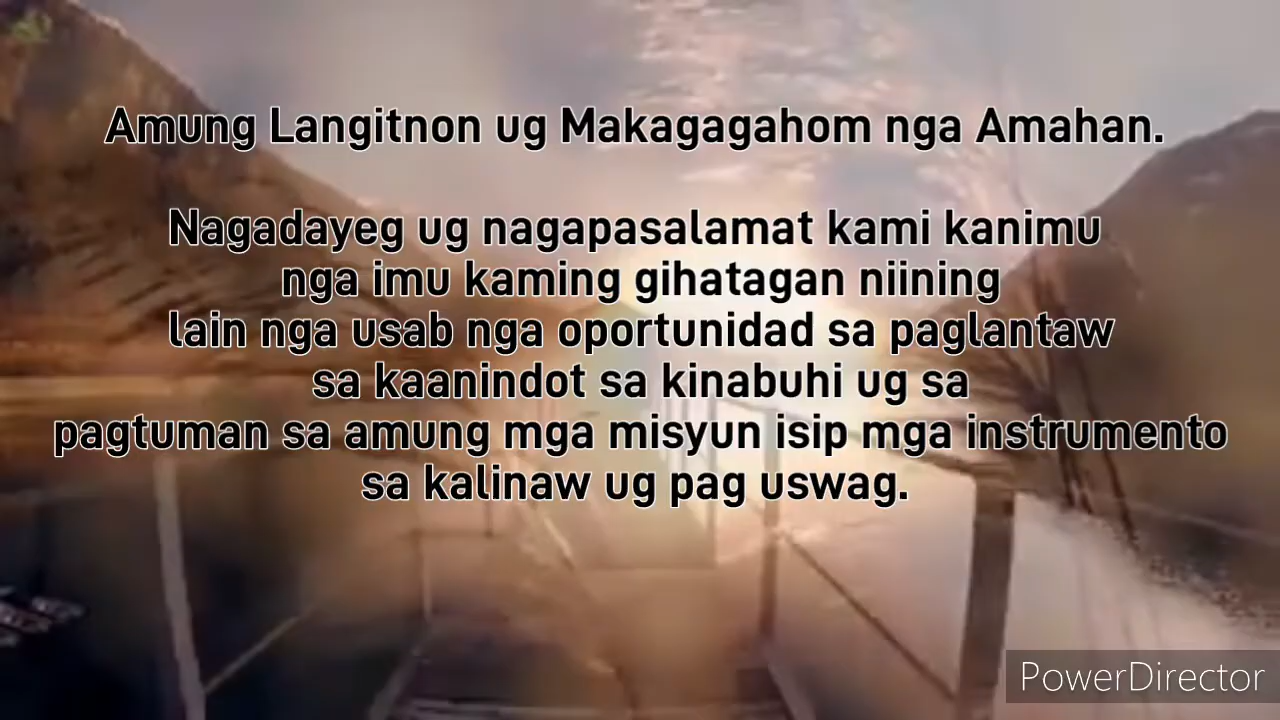 Amung Langitnon ug Makagagahom nga Amahan.
Nagadayeg ug nagapasalamat kami kanimu
nga imu kaming gihatagan niining
lain nga usab nga oportunidad sa paglantaw
sa kaanindot sa kinabuhi ug sa
pagtuman sa amung mga misyun isip mga instrumento
sa kalinaw ug pag uswag.
PowerDirector